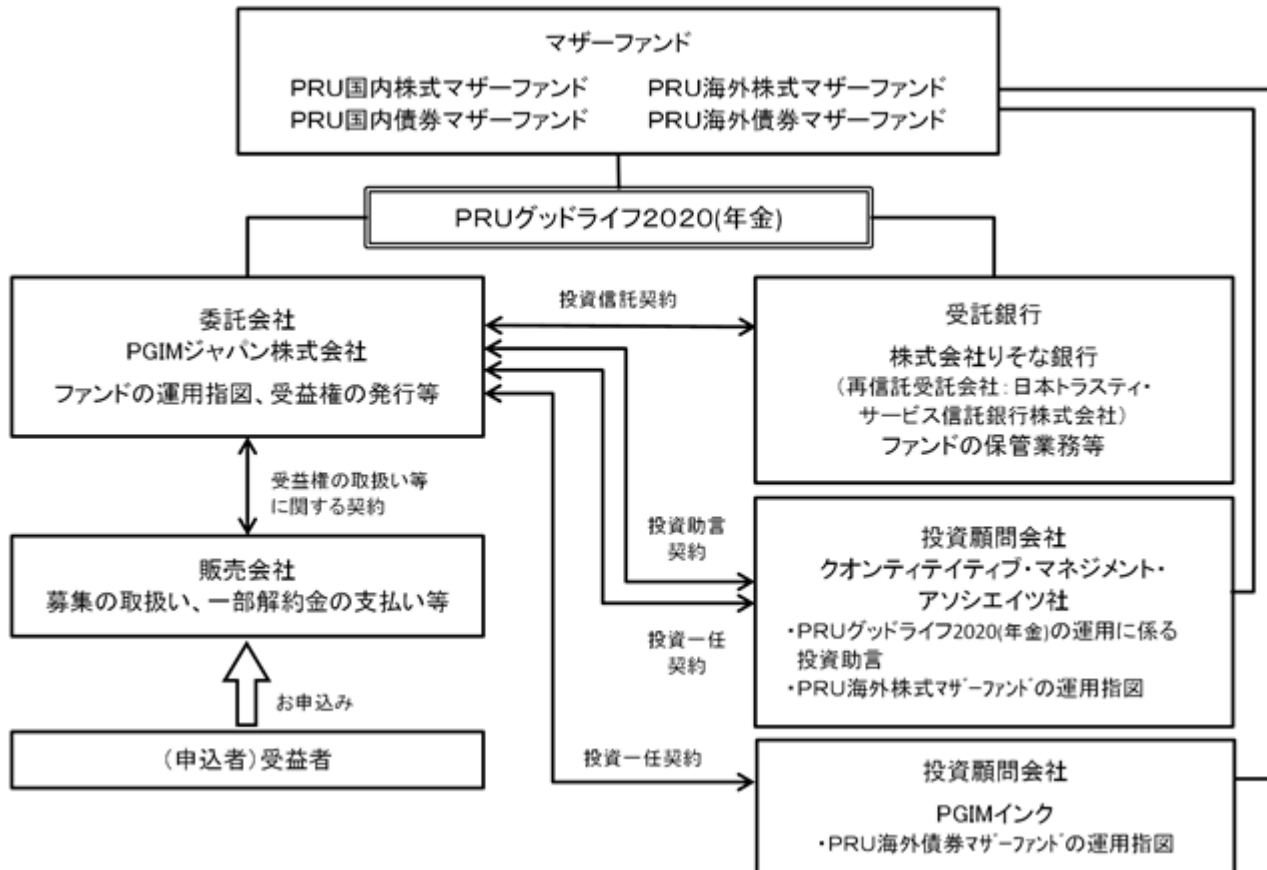 マザーファンド
PRU国内株式マザーファンド PRU海外株式マザーファンド
PRU国内債券マザーファンド PRU海外債券マザーファンド
PRUグッドライフ2020(年金)
委託会社
PGIMジャパン株式会社
ファンドの運用指図、受益権の発行等
投資信託契約
受託銀行
株式会社りそな銀行
(再信託受託会社:日本トラスティ・
サービス信託銀行株式会社)
ファンドの保管業務等
受益権の取扱い等
に関する契約
販売会社
募集の取扱い、一部解約金の支払い等
お申込み
(申込者)受益者
投資助言
契約
投資一任
契約
投資顧問会社
クオンティテイティブ・マネジメント・
アソシエイツ社
・PRUグッドライフ2020(年金)の運用に係る
投資助言
・PRU海外株式マザーファンドの運用指図
投資一任契約
投資顧問会社
PGIMインク
・PRU海外債券マザーファンドの運用指図